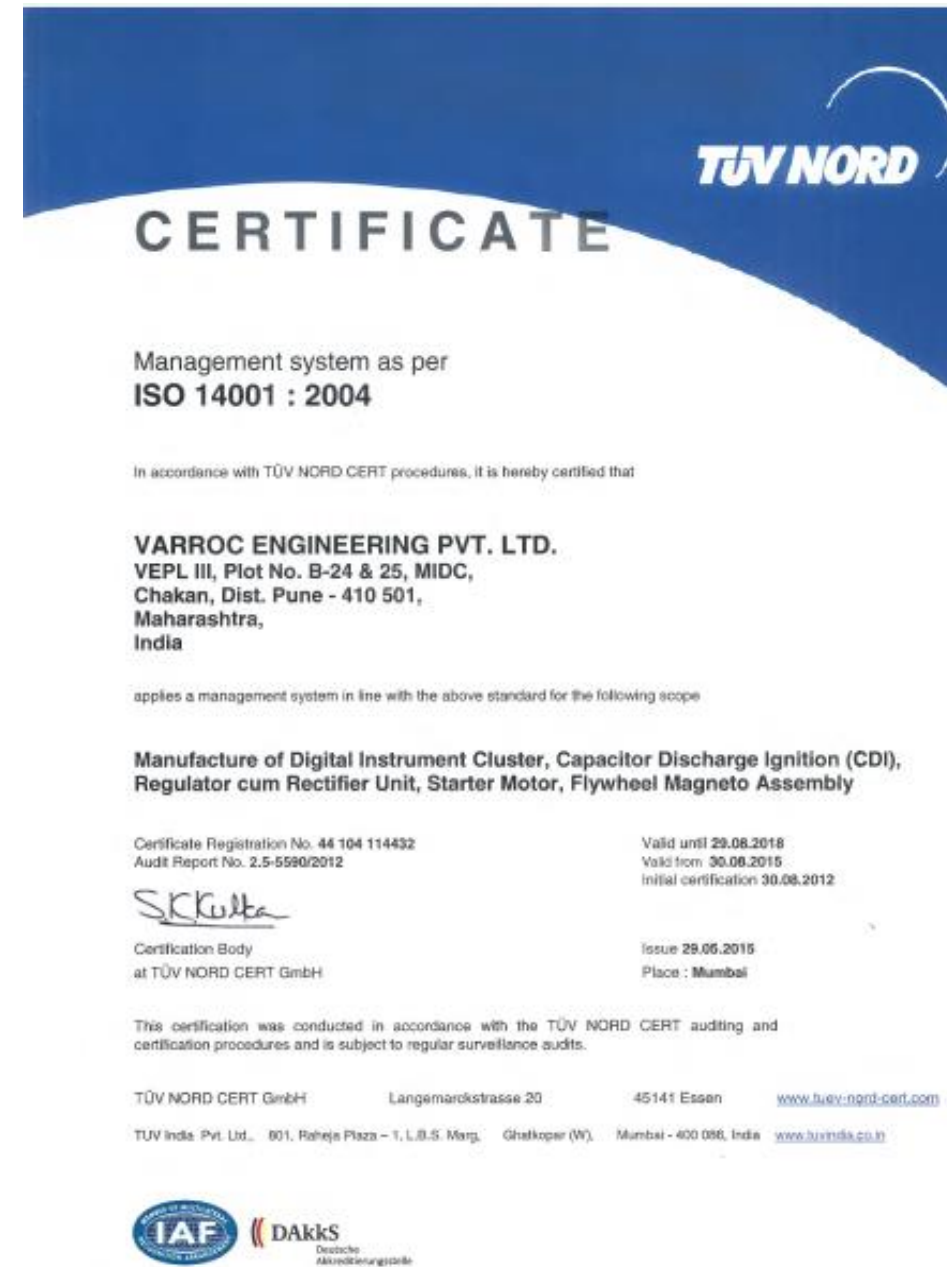 TÜV NORD
CERTIFICATE
Management system as per
ISO 14001 : 2004
In accordance with TÜV NORD CERT procedures, it is hereby certified that
VARROC ENGINEERING PVT. LTD.
VEPL III, Plot No. B-24 & 25, MIDC,
Chakan, Dist. Pune - 410 501,
Maharashtra,
India
applies a management system in line with the above standard for the following scope
Manufacture of Digital Instrument Cluster, Capacitor Discharge Ignition (CDI),
Regulator cum Rectifier Unit, Starter Motor, Flywheel Magneto Assembly
Certificate Registration No. 44 104 114432 Valid until 29.08.2018
Audit Report No. 2.5-5590/2012 Valid from 30.08.2015
Initial certification 30.08.2012
Certification Body Issue 29.05.2015
at TÜV NORD CERT GmbH Place : Mumbai
This certification was conducted in accordance with the TÜV NORD CERT auditing and
certification procedures and is subject to regular surveillance audits.
TÜV NORD CERT GmbH Langemarckstrasse 20 45141 Essen www.tuev-nord-cert.com
TUV India Pvt. Ltd., 801, Raheja Plaza – 1, L.B.S. Marg, Ghatkopar (W), Mumbai - 400 086, India www.tuvindia.co.in
IAF
DAkkS
Deutsche
Akkreditierungsstelle